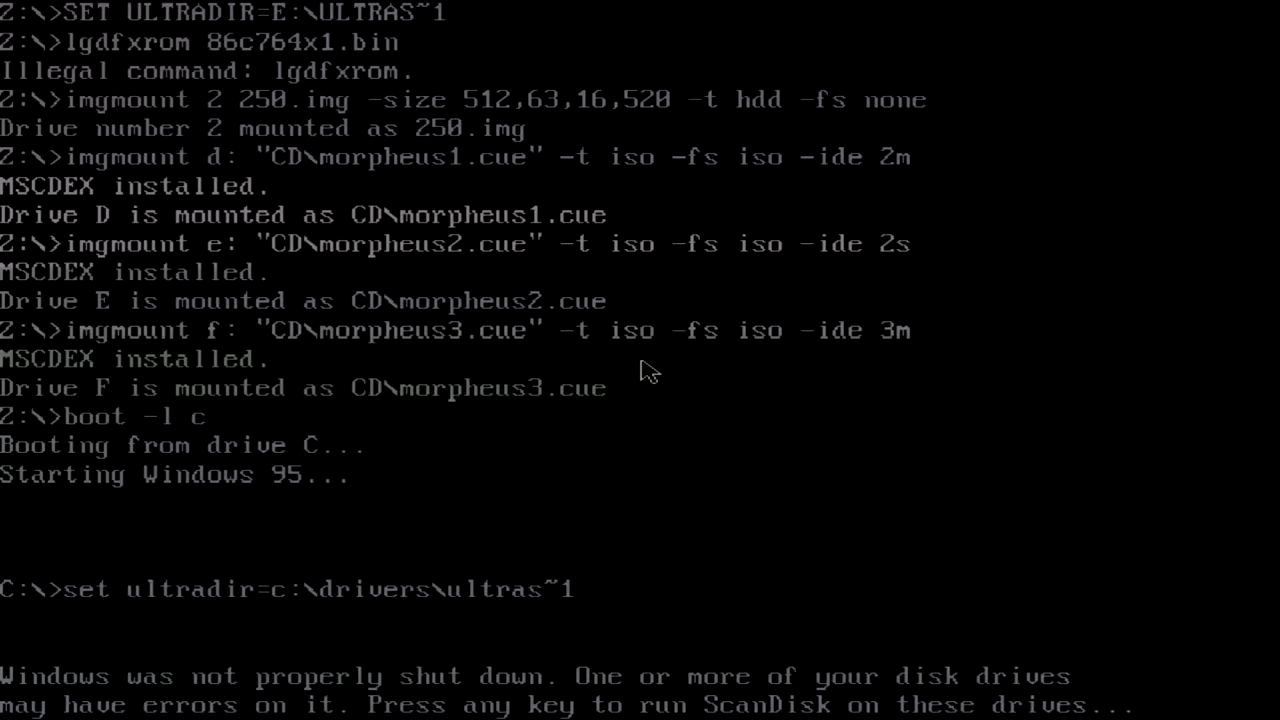 Z:\>SET ULTRADIR=E:\ULTRAS~1
Z:\>lgdfxrom 86c764x1.bin
Illegal command: lgdfxrom.
Z:\>imgmount 2 250.img -size 512,63,16,520 -t hdd -fs none
Drive number 2 mounted as 250.img
Z:\>imgmount d: "CD\morpheus1.cue" -t iso -fs iso -ide 2m
MSCDEX installed.
Drive D is mounted as CD\morpheus1.cue
Z:\>imgmount e: "CD\morpheus2.cue" -t iso -fs iso -ide 2s
MSCDEX installed.
Drive E is mounted as CD\morpheus2.cue
Z:\>imgmount f: "CD\morpheus3.cue" -t iso -fs iso -ide 3m
MSCDEX installed.
Drive F is mounted as CD\morpheus3.cue
Z:\>boot -l c
Booting from drive C...
Starting Windows 95...
C:\>set ultradir=c:\drivers\ultras~1
Windows was not properly shut down. One or more of your disk drives
may have errors on it. Press any key to run ScanDisk on these drives...